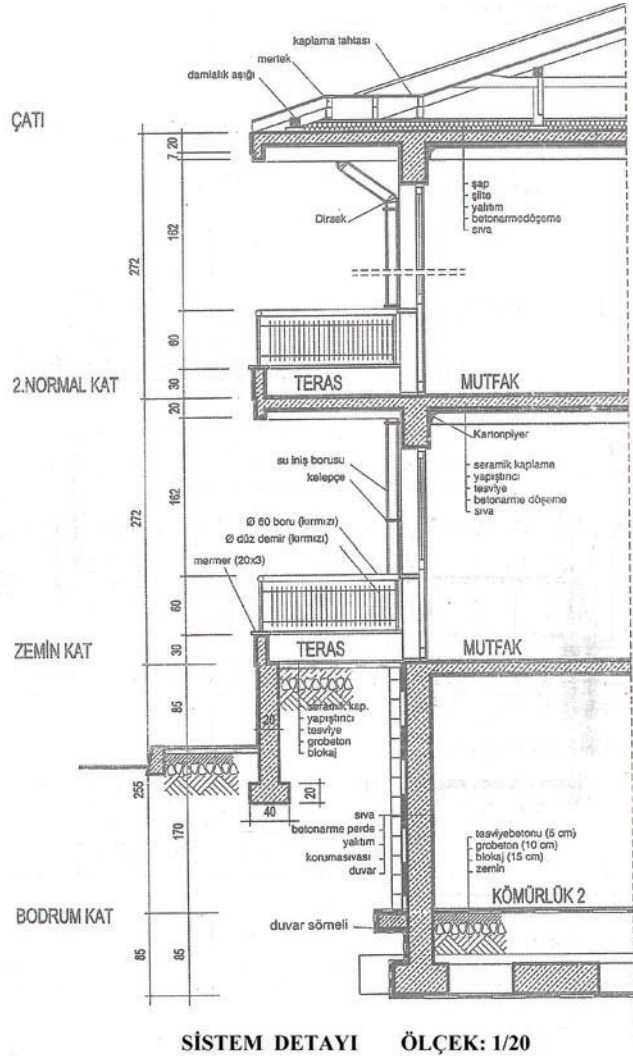 kaplama tahtası
mertek
damlalık aşığı
ÇATI
20
7
şap
şilte
yalıtım
betonarmedöşeme
sıva
Dirsek
162
272
60
30
TERAS
MUTFAK
2.NORMAL KAT
20
Kartonpiyer
su iniş borusu
kelepçe
seramik kaplama
yapıştırıcı
tesviye
betonarme döşeme
sıva
162
272
Ø 60 boru (kırmızı)
Ø düz demir (kırmızı)
mermer (20x3)
60
30
TERAS
MUTFAK
ZEMİN KAT
85
20
seramik kap.
yapıştırıcı
tesviye
grobeton
blokaj
255
170
20
40
sıva
betonarme perde
yalıtım
korumasıvası
duvar
tesviyebetonu (5 cm)
grobeton (10 cm)
blokaj (15 cm)
zemin
KÖMÜRLÜK 2
BODRUM KAT
duvar sömeli
85
85
SİSTEM DETAYI ÖLÇEK: 1/20